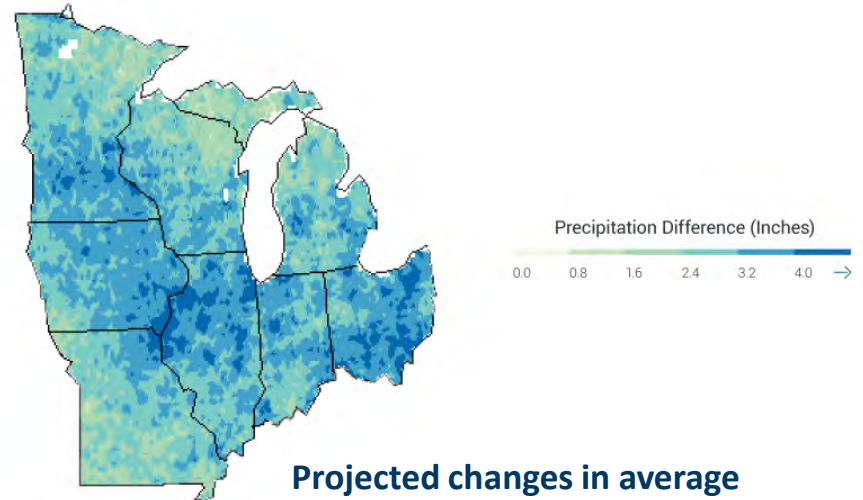 Precipitation Difference (Inches)
0.0 0.8 1.6 2.4 3.2 4.0 →
Projected changes in average